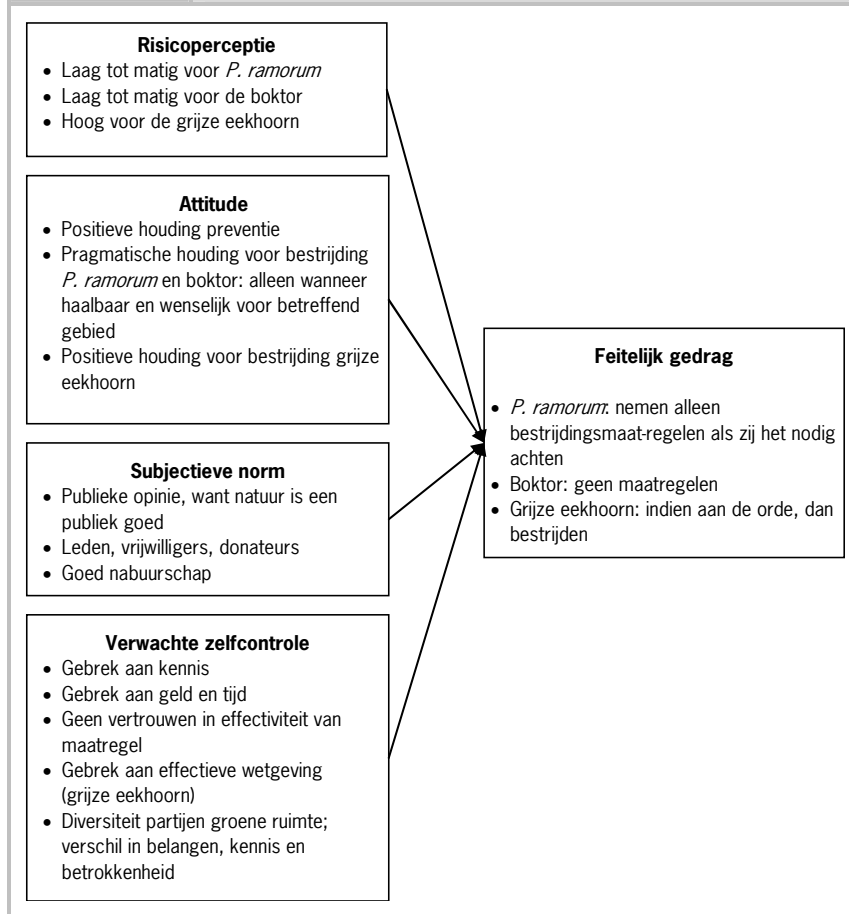 Risicoperceptie
• Laag tot matig voor P. ramorum
• Laag tot matig voor de boktor
• Hoog voor de grijze eekhoorn
Attitude
• Positieve houding preventie
• Pragmatische houding voor bestrijding
P. ramorum en boktor: alleen wanneer
haalbaar en wenselijk voor betreffend
gebied
• Positieve houding voor bestrijding grijze
eekhoorn
Subjectieve norm
• Publieke opinie, want natuur is een
publiek goed
• Leden, vrijwilligers, donateurs
• Goed nabuurschap
Verwachte zelfcontrole
• Gebrek aan kennis
• Gebrek aan geld en tijd
• Geen vertrouwen in effectiviteit van
maatregel
• Gebrek aan effectieve wetgeving
(grijze eekhoorn)
• Diversiteit partijen groene ruimte;
verschil in belangen, kennis en
betrokkenheid
Feitelijk gedrag
• P. ramorum: nemen alleen
bestrijdingsmaat-regelen als zij het nodig
achten
• Boktor: geen maatregelen
• Grijze eekhoorn: indien aan de orde, dan
bestrijden